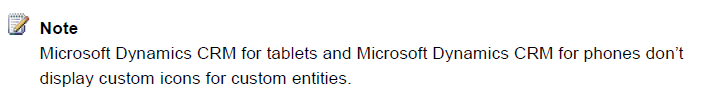 Note
Microsoft Dynamics CRM for tablets and Microsoft Dynamics CRM for phones don’t
display custom icons for custom entities.